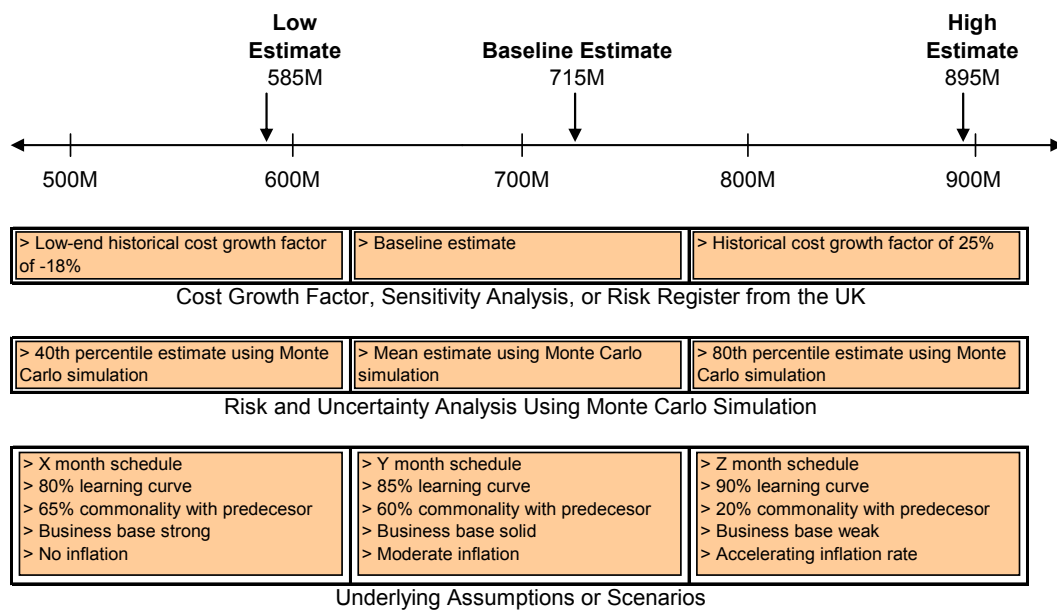 Low
Estimate
585M
Baseline Estimate
715M
High
Estimate
895M
500M
600M
700M
800M
900M
> Low-end historical cost growth factor
of -18%
> Baseline estimate
> Historical cost growth factor of 25%
Cost Growth Factor, Sensitivity Analysis, or Risk Register from the UK
> 40th percentile estimate using Monte
Carlo simulation
> Mean estimate using Monte Carlo
simulation
> 80th percentile estimate using Monte
Carlo simulation
Risk and Uncertainty Analysis Using Monte Carlo Simulation
> X month schedule
> 80% learning curve
> 65% commonality with predecesor
> Business base strong
> No inflation
> Y month schedule
> 85% learning curve
> 60% commonality with predecesor
> Business base solid
> Moderate inflation
> Z month schedule
> 90% learning curve
> 20% commonality with predecesor
> Business base weak
> Accelerating inflation rate
Underlying Assumptions or Scenarios